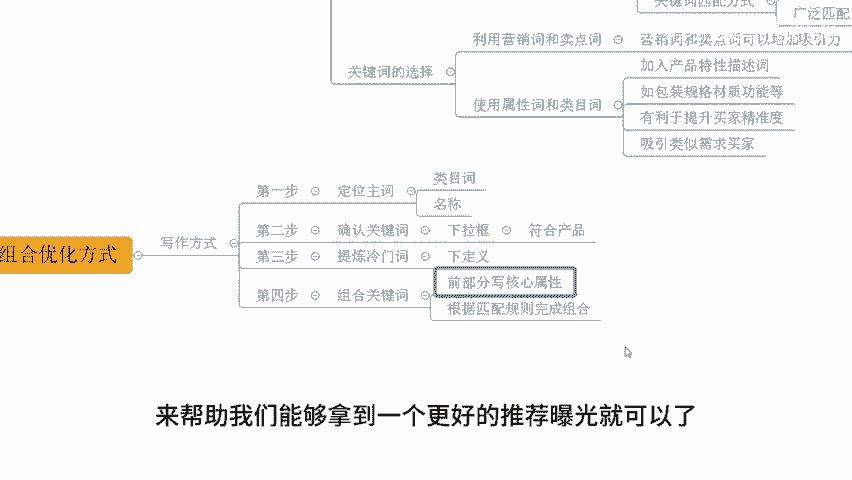 关键词匹配方式
广泛匹配
利用营销词和卖点词
营销词和卖点词可以增加吸引力
关键词的选择
加入产品特性描述词
如包装规格材质功能等
使用属性词和类目词
有利于提升买家精准度
吸引类似需求买家
类目词
第一步
定位主词
名称
第二步
确认关键词
下拉框
符合产品
写作方式
组合优化方式
第三步
提炼冷门词
下定义
前部分写核心属性
第四步
组合关键词
根据匹配规则完成组合
来帮助我们能够拿到一个更好的推荐曝光就可以了